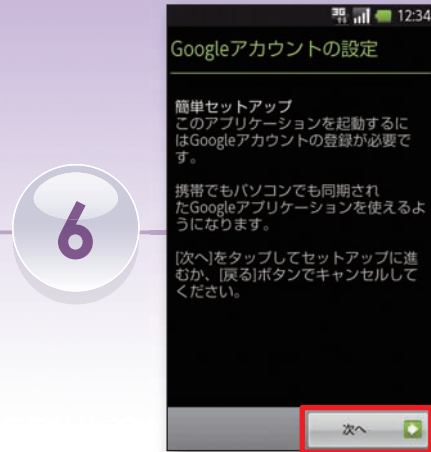 3G 12:34
Googleアカウントの設定
簡単セットアップ
このアプリケーションを起動するに
はGoogleアカウントの登録が必要で
す。
携帯でもパソコンでも同期され
たGoogleアプリケーションを使えるよ
うになります。
[次へ]をタップしてセットアップに進
むか、[戻る]ボタンでキャンセルして
ください。
6
次へ